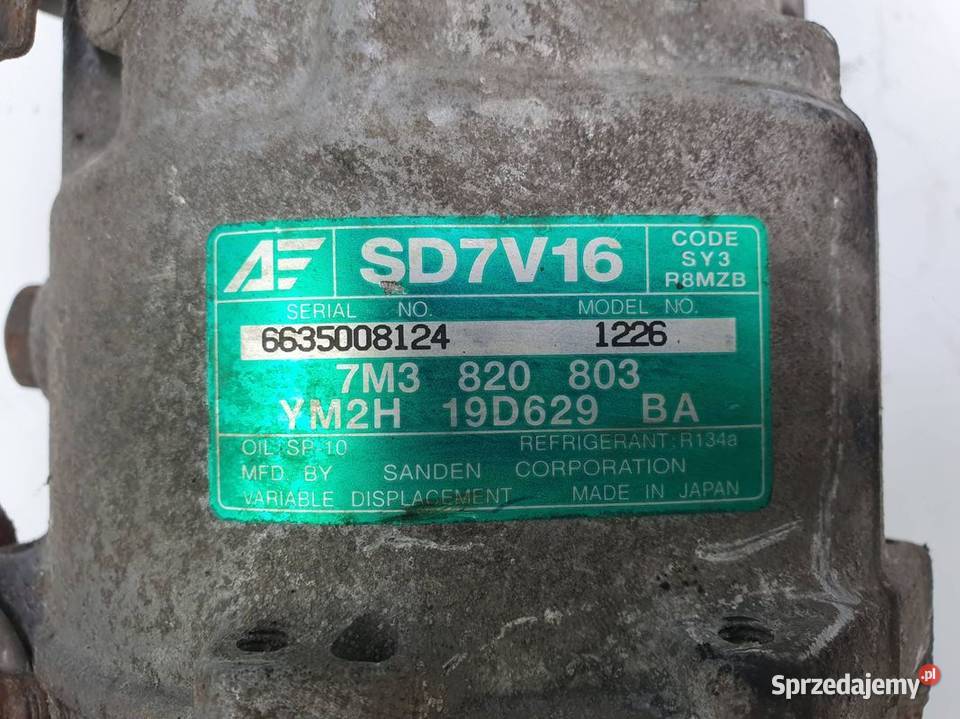 AE SD7V16 CODE
SY3
R8MZB
SERIAL NO. MODEL NO.
6635008124 1226
7M3 820 803
YM2H 19D629 BA
OIL: SP 10 REFRIGERANT: R134a
MFD. BY SANDEN CORPORATION
VARIABLE DISPLACEMENT MADE IN JAPAN
Sprzedajemy.pl